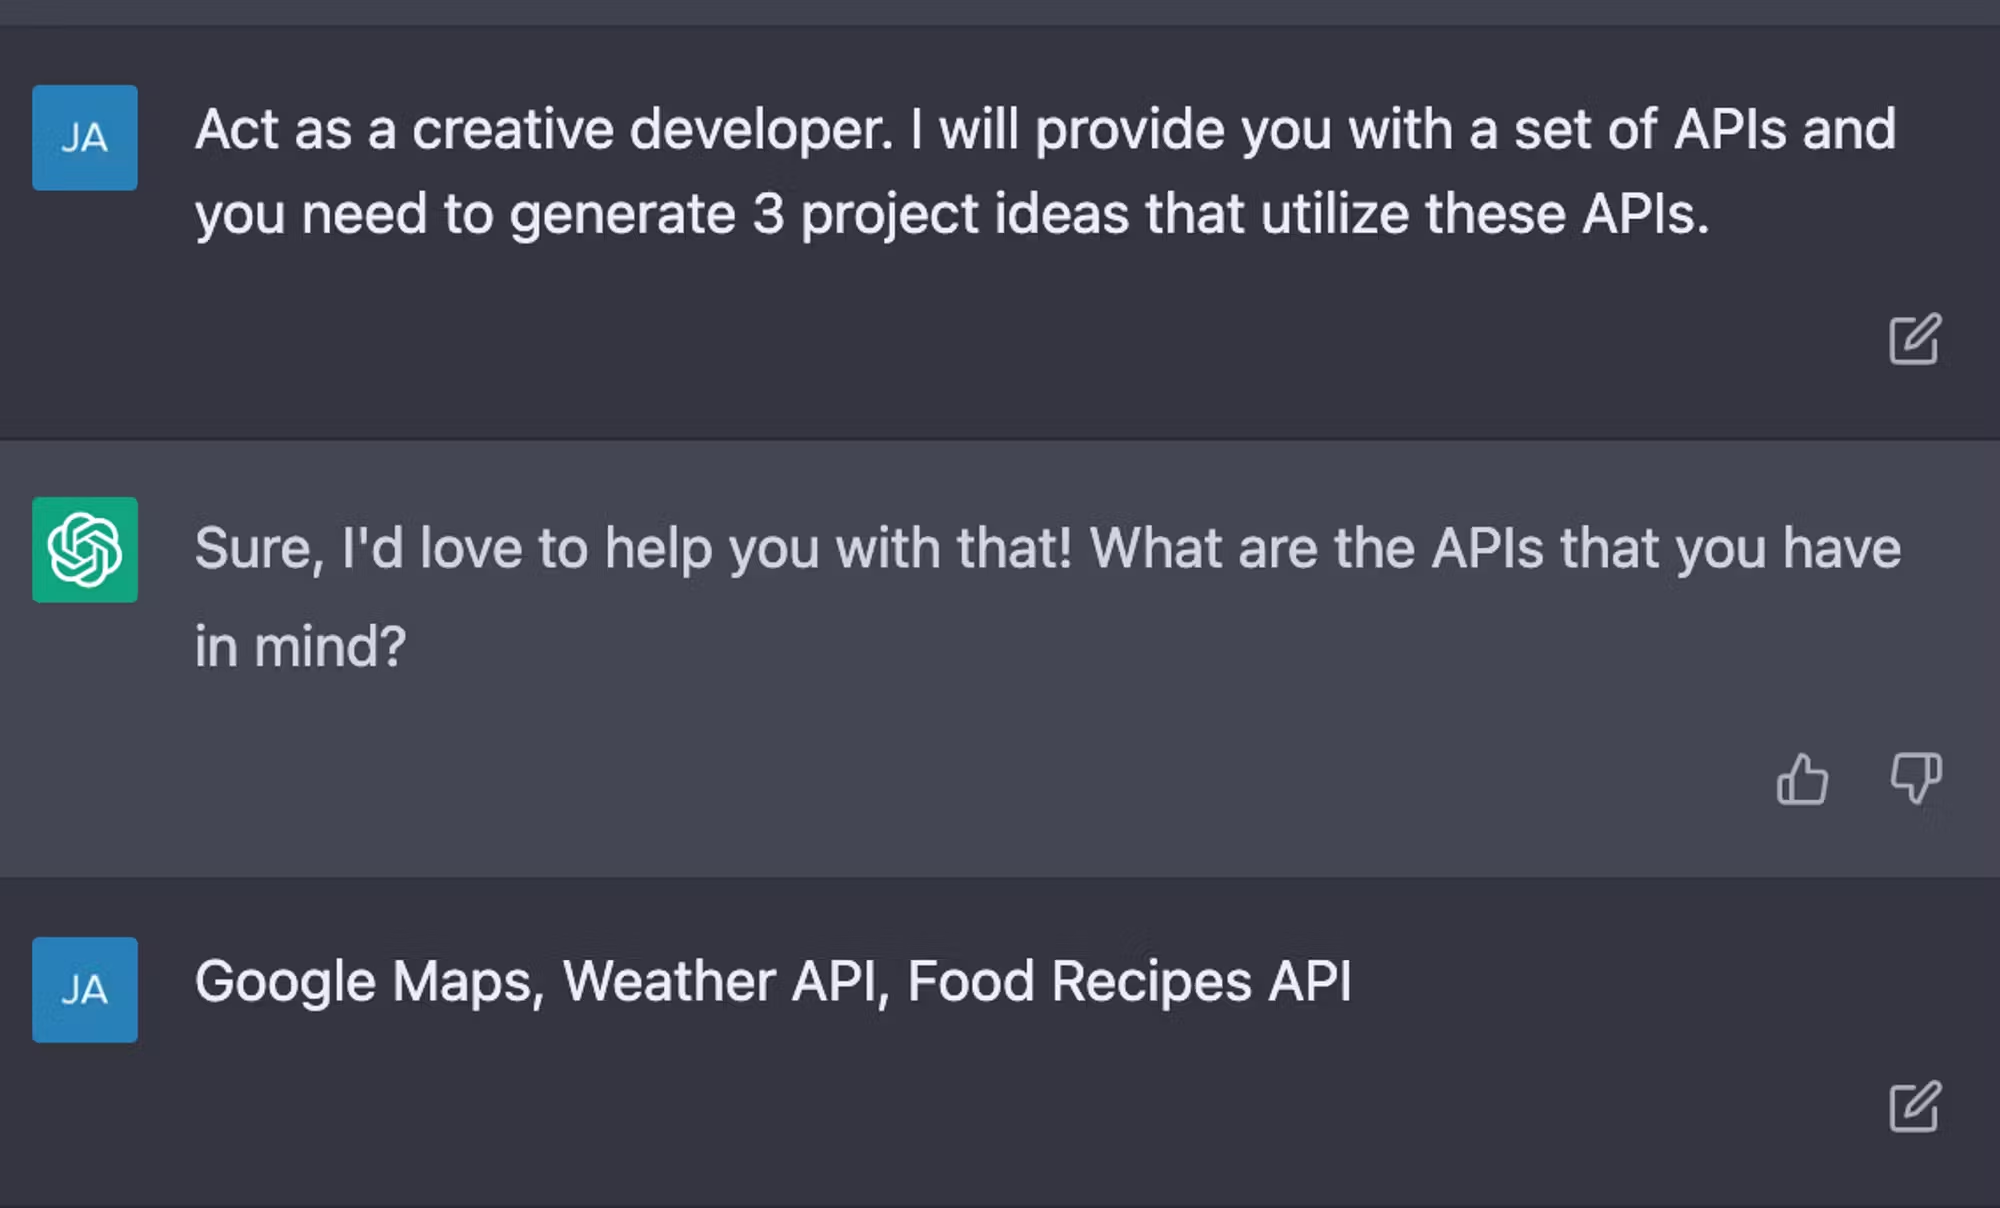 JA
Act as a creative developer. I will provide you with a set of APIs and
you need to generate 3 project ideas that utilize these APIs.
Sure, I'd love to help you with that! What are the APIs that you have
in mind?
JA
Google Maps, Weather API, Food Recipes API